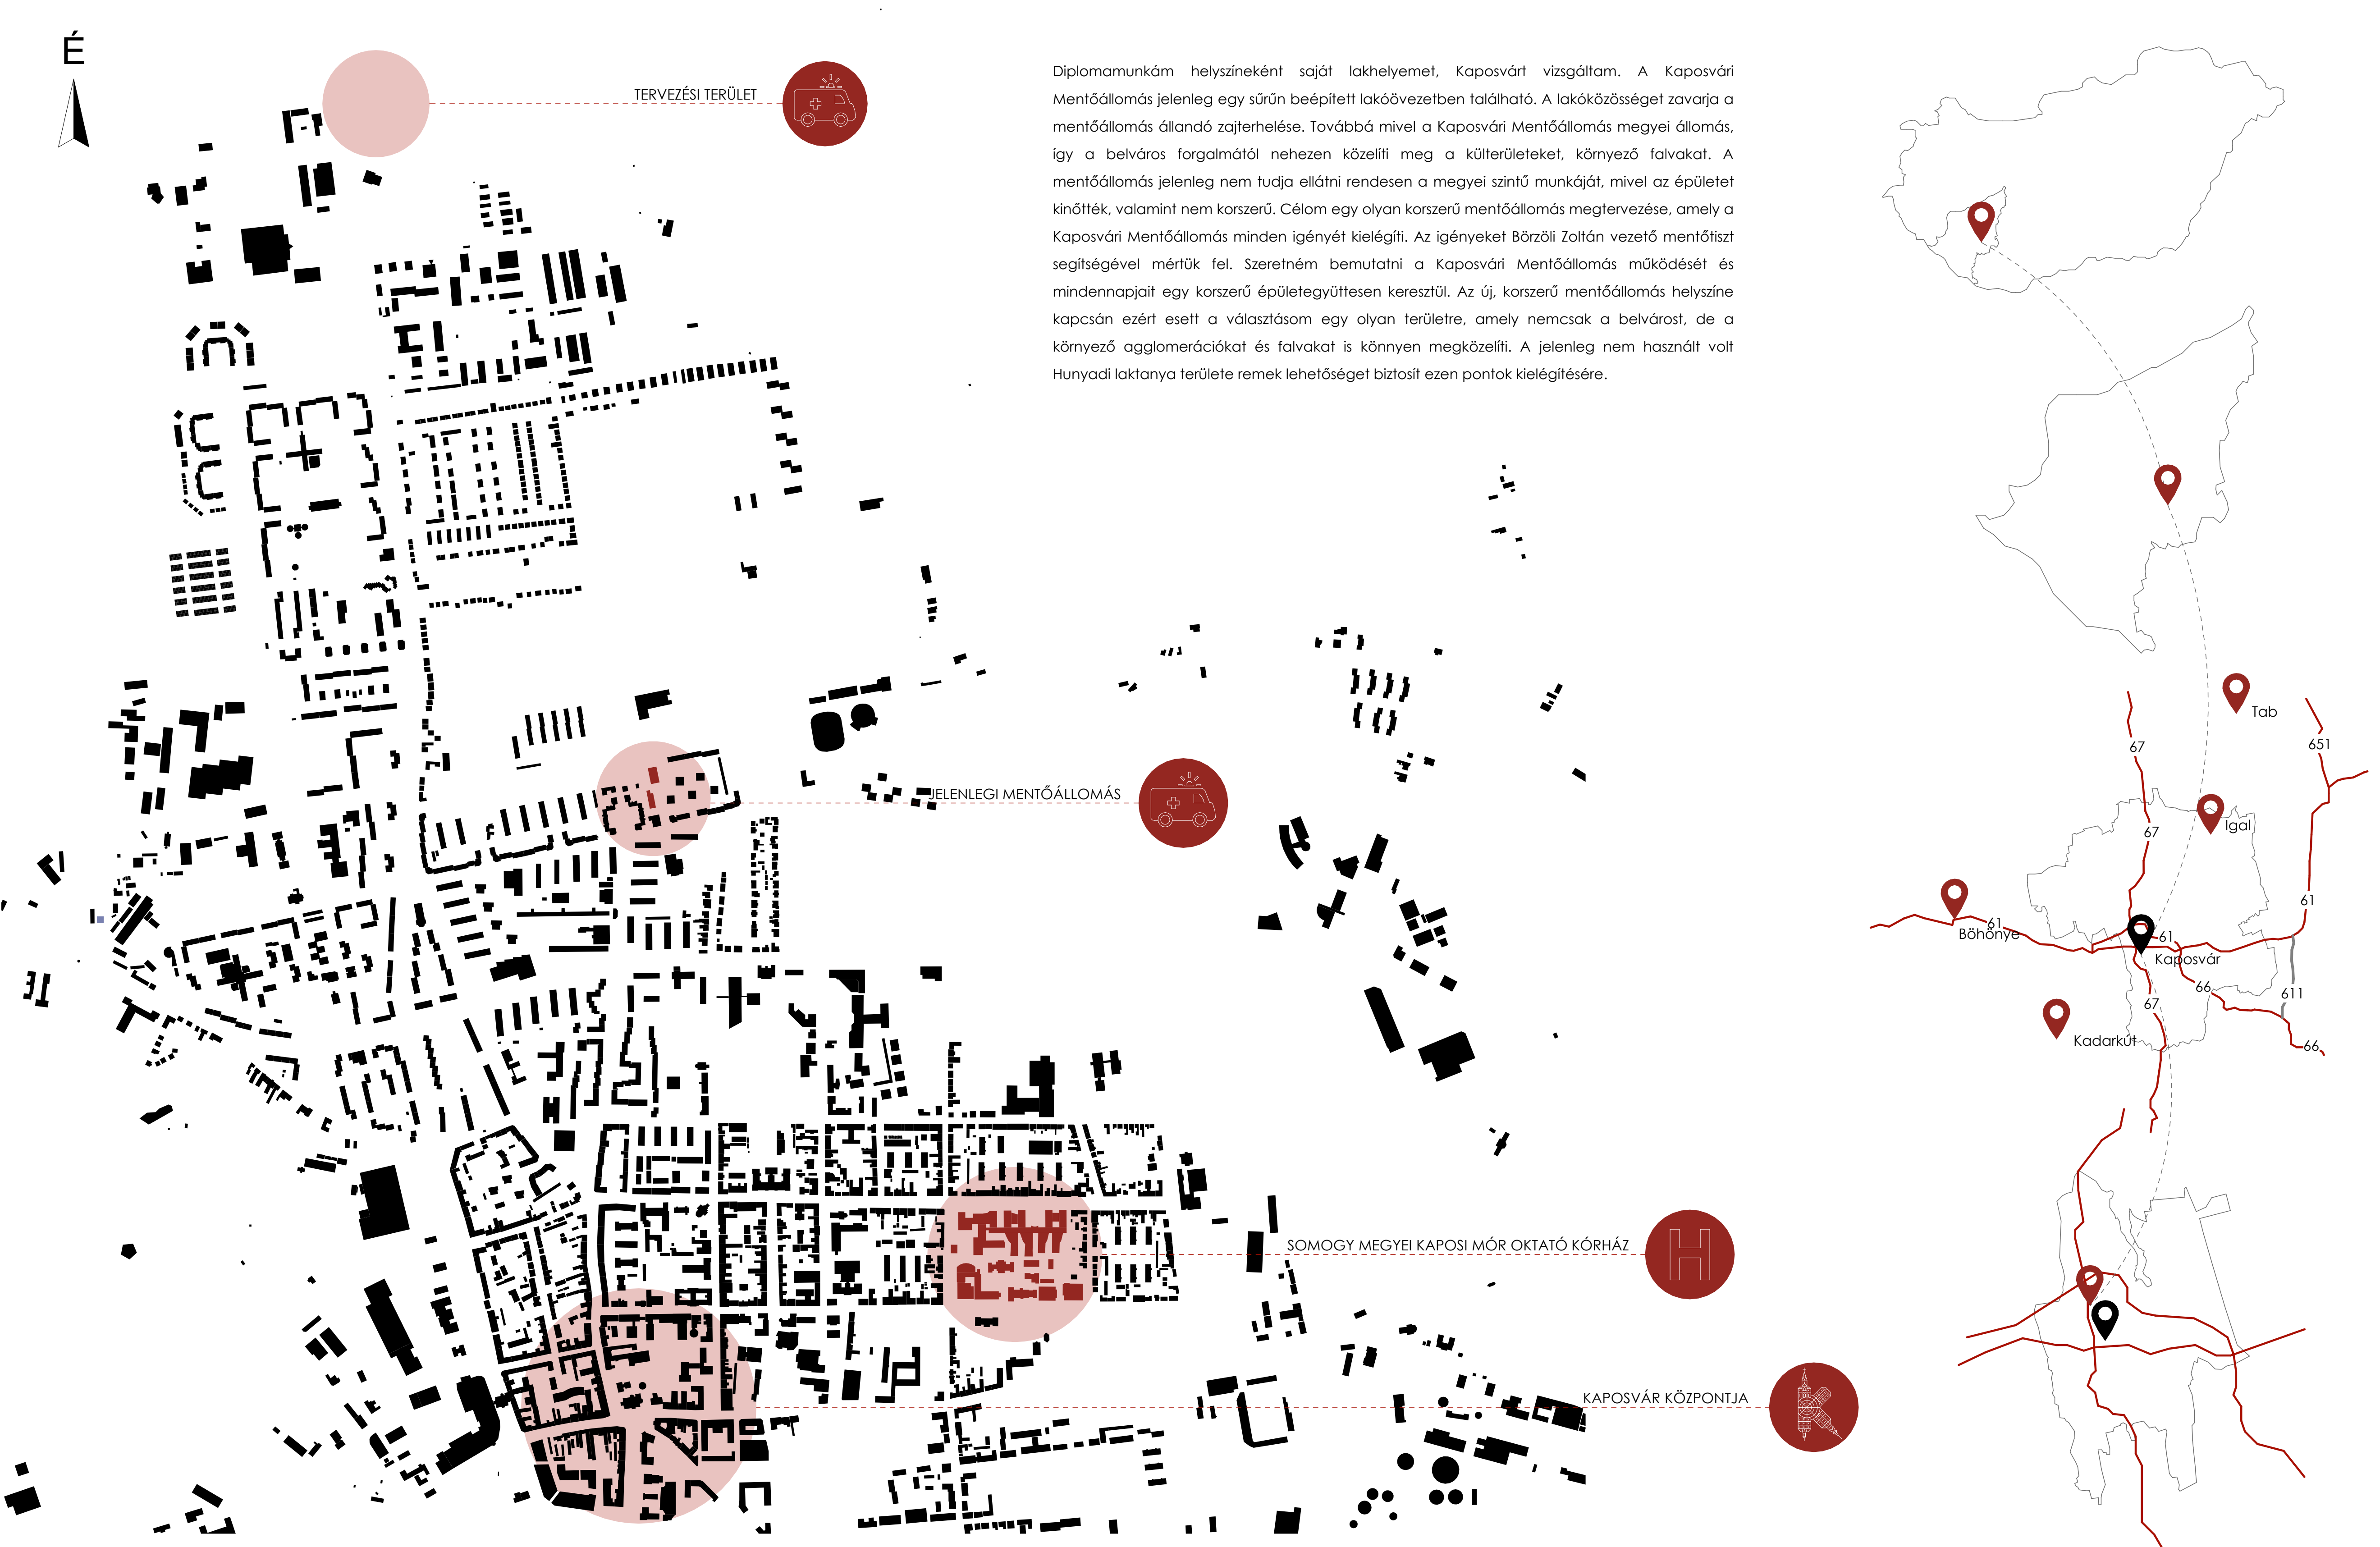 É
TERVEZÉSI TERÜLET
Diplomamunkám helyszíneként saját lakhelyemet, Kaposvárt vizsgáltam. A Kaposvári
Mentőállomás jelenleg egy sűrűn beépített lakóövezetben található. A lakóközösséget zavarja a
mentőállomás állandó zajterhelése. Továbbá mivel a Kaposvári Mentőállomás megyei állomás,
így a belváros forgalmától nehezen közelíti meg a külterületeket, környező falvakat. A
mentőállomás jelenleg nem tudja ellátni rendesen a megyei szintű munkáját, mivel az épületet
kinőtték, valamint nem korszerű. Célom egy olyan korszerű mentőállomás megtervezése, amely a
Kaposvári Mentőállomás minden igényét kielégíti. Az igényeket Börzöli Zoltán vezető mentőtiszt
segítségével mértük fel. Szeretném bemutatni a Kaposvári Mentőállomás működését és
mindennapjait egy korszerű épületegyüttesen keresztül. Az új, korszerű mentőállomás helyszíne
kapcsán ezért esett a választásom egy olyan területre, amely nemcsak a belvárost, de a
környező agglomerációkat és falvakat is könnyen megközelíti. A jelenleg nem használt volt
Hunyadi laktanya területe remek lehetőséget biztosít ezen pontok kielégítésére.
JELENLEGI MENTŐÁLLOMÁS
SOMOGY MEGYEI KAPOSI MÓR OKTATÓ KÓRHÁZ
H
KAPOSVÁR KÖZPONTJA
K
Tab
67
651
Igal
67
61
61
Böhönye
61
Kaposvár
66
611
67
Kadarkút
66